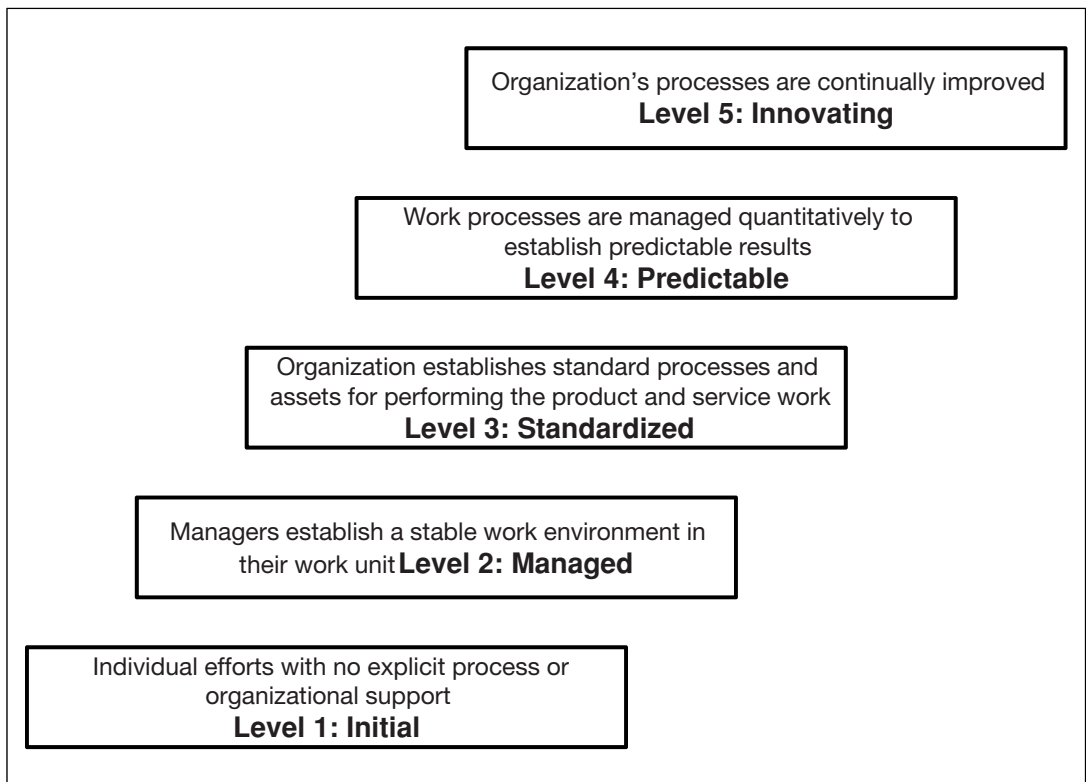 Organization’s processes are continually improved
Level 5: Innovating
Work processes are managed quantitatively to
establish predictable results
Level 4: Predictable
Organization establishes standard processes and
assets for performing the product and service work
Level 3: Standardized
Managers establish a stable work environment in
their work unit Level 2: Managed
Individual efforts with no explicit process or
organizational support
Level 1: Initial